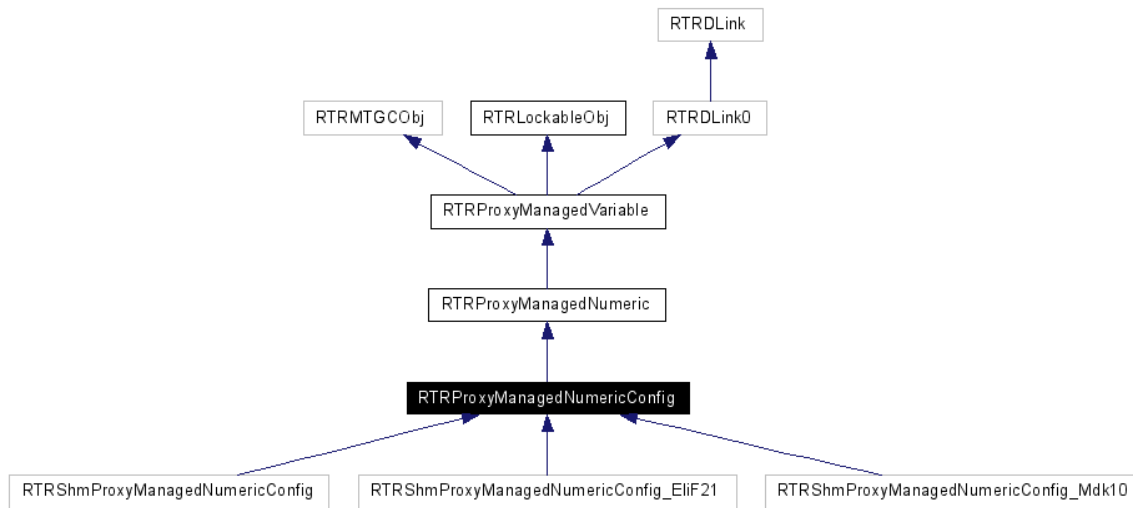 RTRDLink
RTRMTGCObj
RTRLockableObj
RTRDLink0
RTRProxyManagedVariable
RTRProxyManagedNumeric
RTRProxyManagedNumericConfig
RTRShmProxyManagedNumericConfig
RTRShmProxyManagedNumericConfig_EliF21
RTRShmProxyManagedNumericConfig_Mdk10